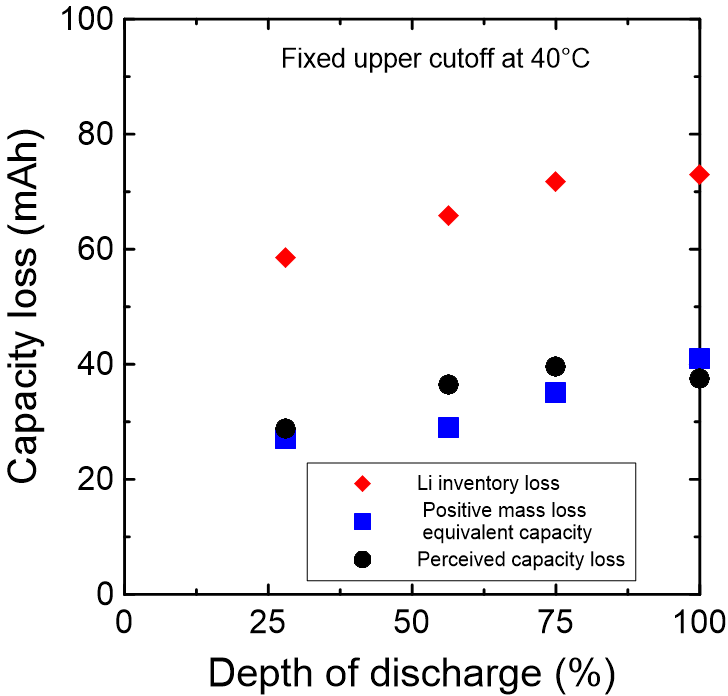 100
Fixed upper cutoff at 40°C
80
60
40
20
0
Capacity loss (mAh)
Li inventory loss
Positive mass loss
equivalent capacity
Perceived capacity loss
0 25 50 75 100
Depth of discharge (%)